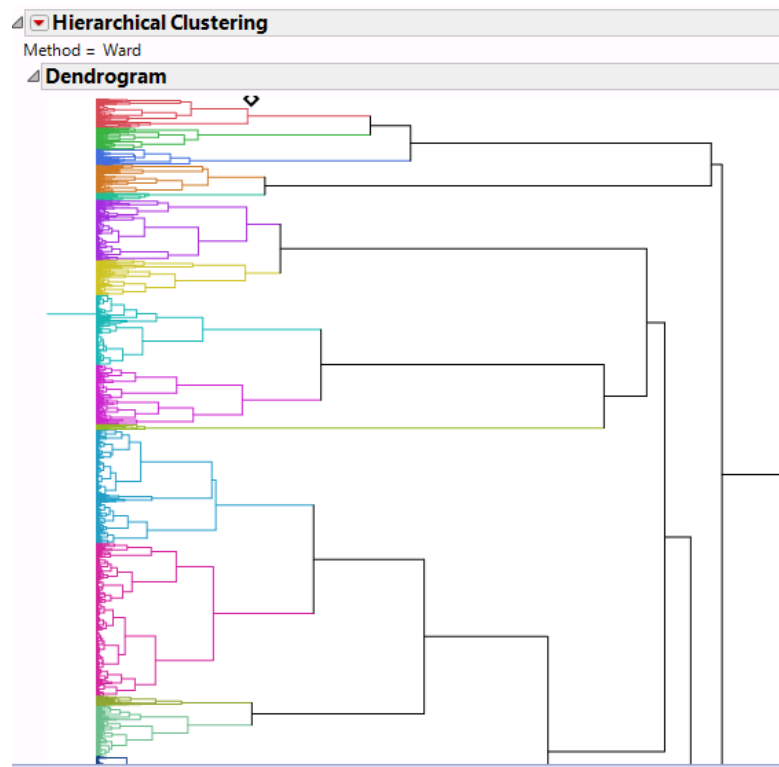 Hierarchical Clustering
Method = Ward
Dendrogram